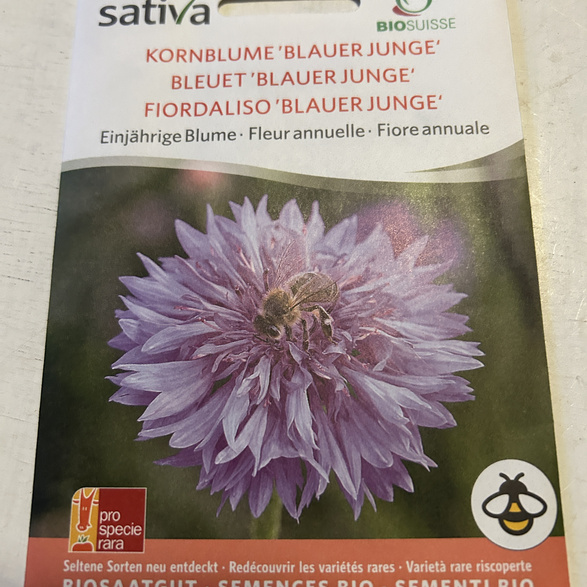 sativa
BIOSUISSE
KORNBLUME 'BLAUER JUNGE'
BLEUET 'BLAUER JUNGE'
FIORDALISO 'BLAUER JUNGE'
Einjährige Blume · Fleur annuelle · Fiore annuale
pro
specie
rara
Seltene Sorten neu entdeckt · Redécouvrir les variétés rares · Varietà rare riscoperte
BIOSAATGUT · SEMENCES BIO · SEMENTI BIO